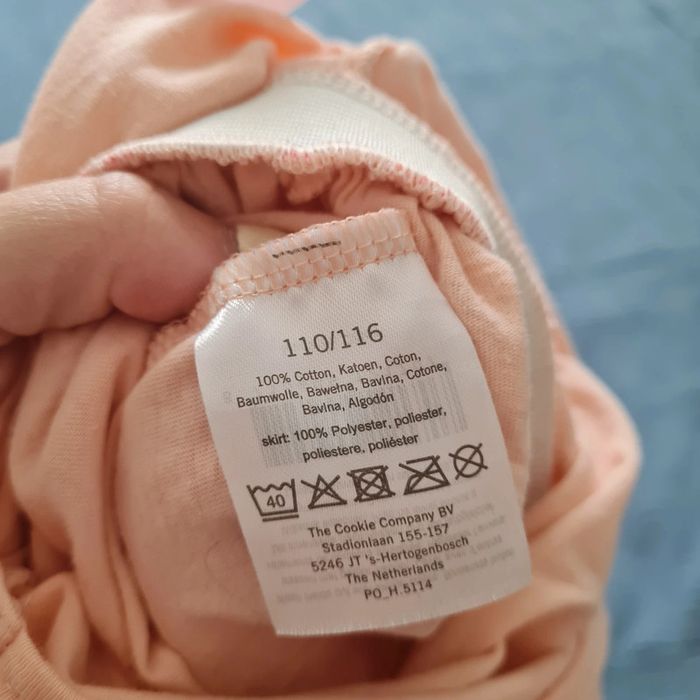 110/116
100% Cotton, Katoen, Coton,
Baumwolle, Bawełna, Bavlna, Cotone,
Bavlna, Algodón
skirt: 100% Polyester, poliester,
poliestere, poliéster
40
The Cookie Company BV
Stadionlaan 155-157
5246 JT 's-Hertogenbosch
The Netherlands
PO_H.5114